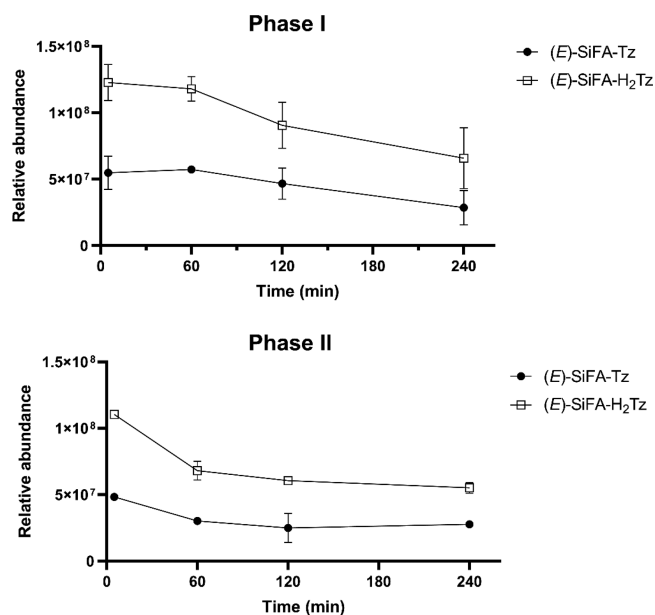 Phase I
1.5×10⁸
1×10⁸
5×10⁷
0
Relative abundance
0 60 120 180 240
Time (min)
(E)-SiFA-Tz
(E)-SiFA-H₂Tz
Phase II
1.5×10⁸
1×10⁸
5×10⁷
0
Relative abundance
0 60 120 180 240
Time (min)
(E)-SiFA-Tz
(E)-SiFA-H₂Tz